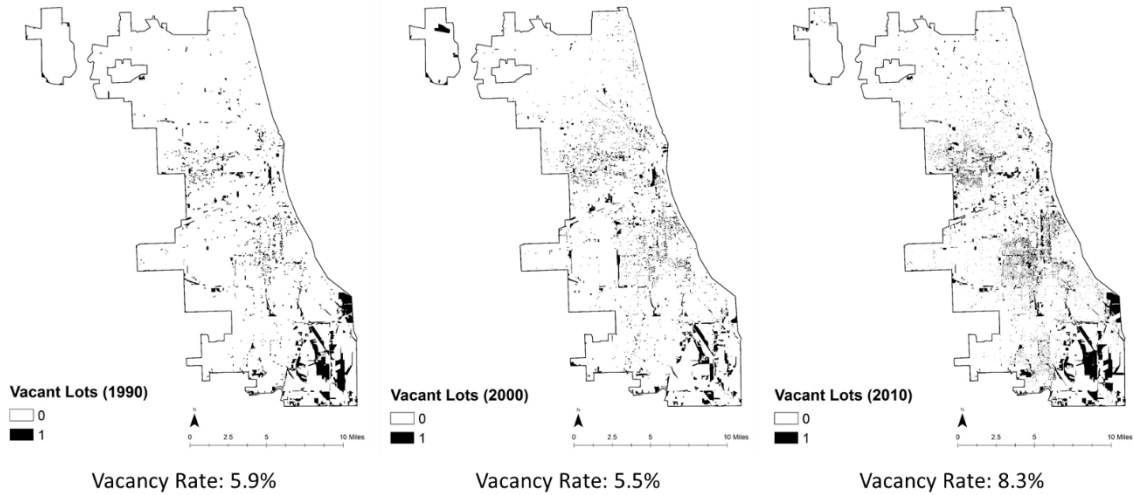 Vacant Lots (1990)
0
1
N
0 2.5 5 10 Miles
Vacancy Rate: 5.9%
Vacant Lots (2000)
0
1
N
0 2.5 5 10 Miles
Vacancy Rate: 5.5%
Vacant Lots (2010)
0
1
N
0 2.5 5 10 Miles
Vacancy Rate: 8.3%